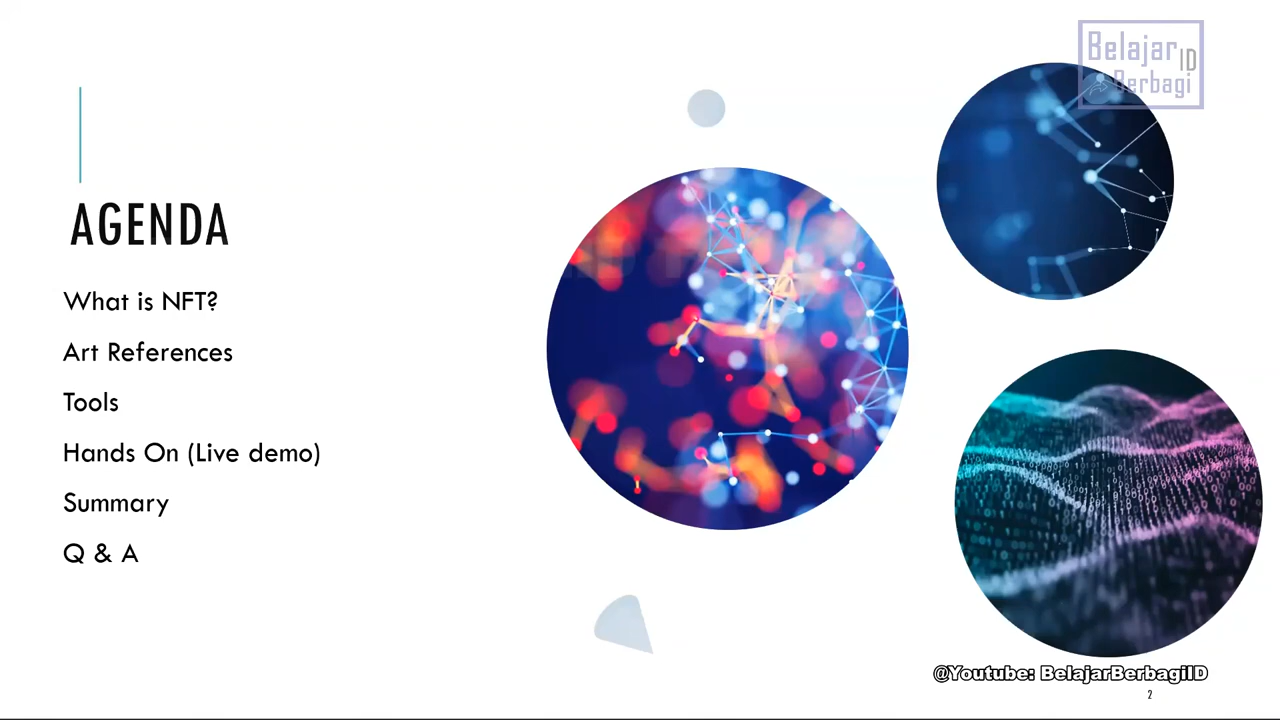 Belajar
ID
Berbagi
AGENDA
What is NFT?
Art References
Tools
Hands On (Live demo)
Summary
Q & A
@Youtube: BelajarBerbagiID
2